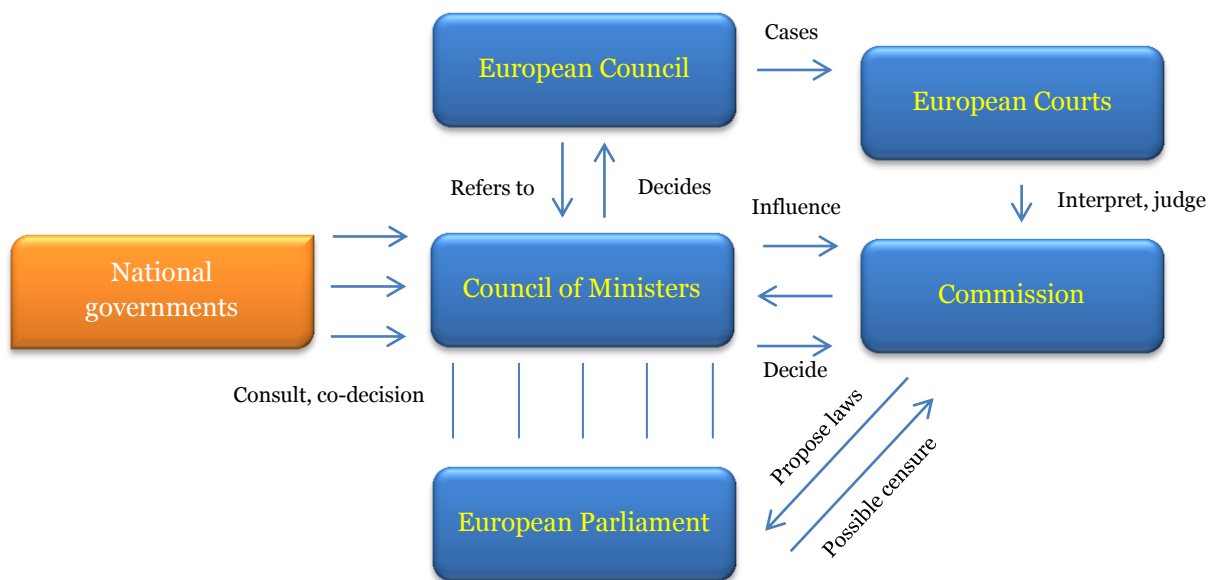 Cases
European Council
European Courts
Refers to
Decides
Interpret, judge
Influence
National
governments
Council of Ministers
Commission
Decide
Consult, co-decision
Propose laws
Possible censure
European Parliament